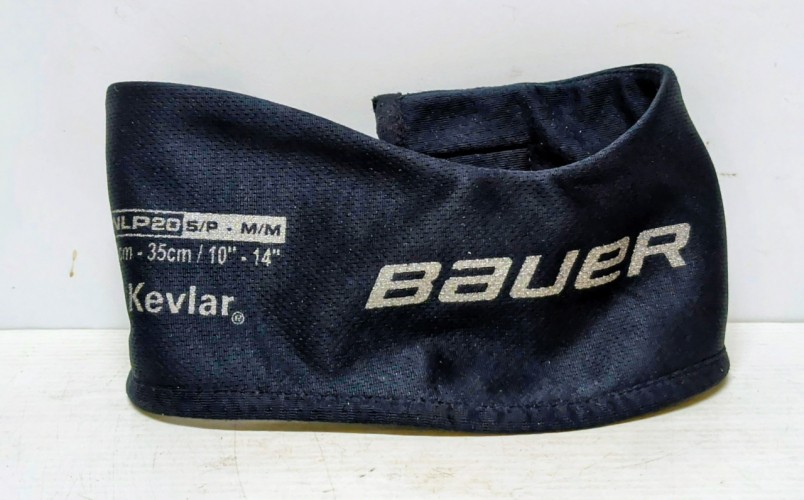 NLP20 S/P - M/M
cm - 35cm / 10" - 14"
Kevlar®
BAUER